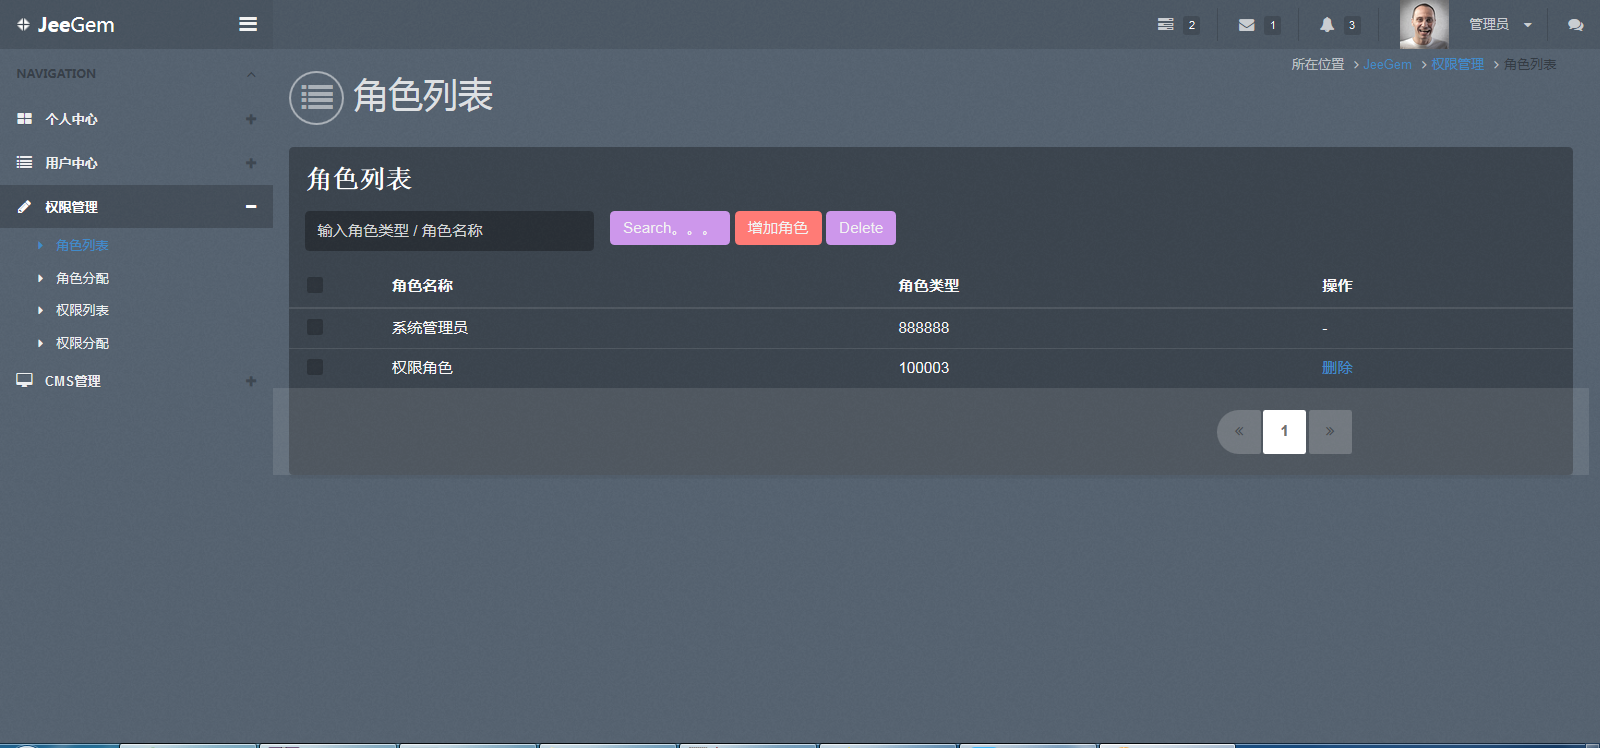 JeeGem
2
1
3
管理员
NAVIGATION
所在位置 JeeGem 权限管理 角色列表
个人中心
用户中心
权限管理
角色列表
角色分配
权限列表
权限分配
CMS管理
角色列表
角色列表
输入角色类型 / 角色名称 Search。。。 增加角色 Delete
角色名称 角色类型 操作
系统管理员 888888 -
权限角色 100003 删除
« 1 »